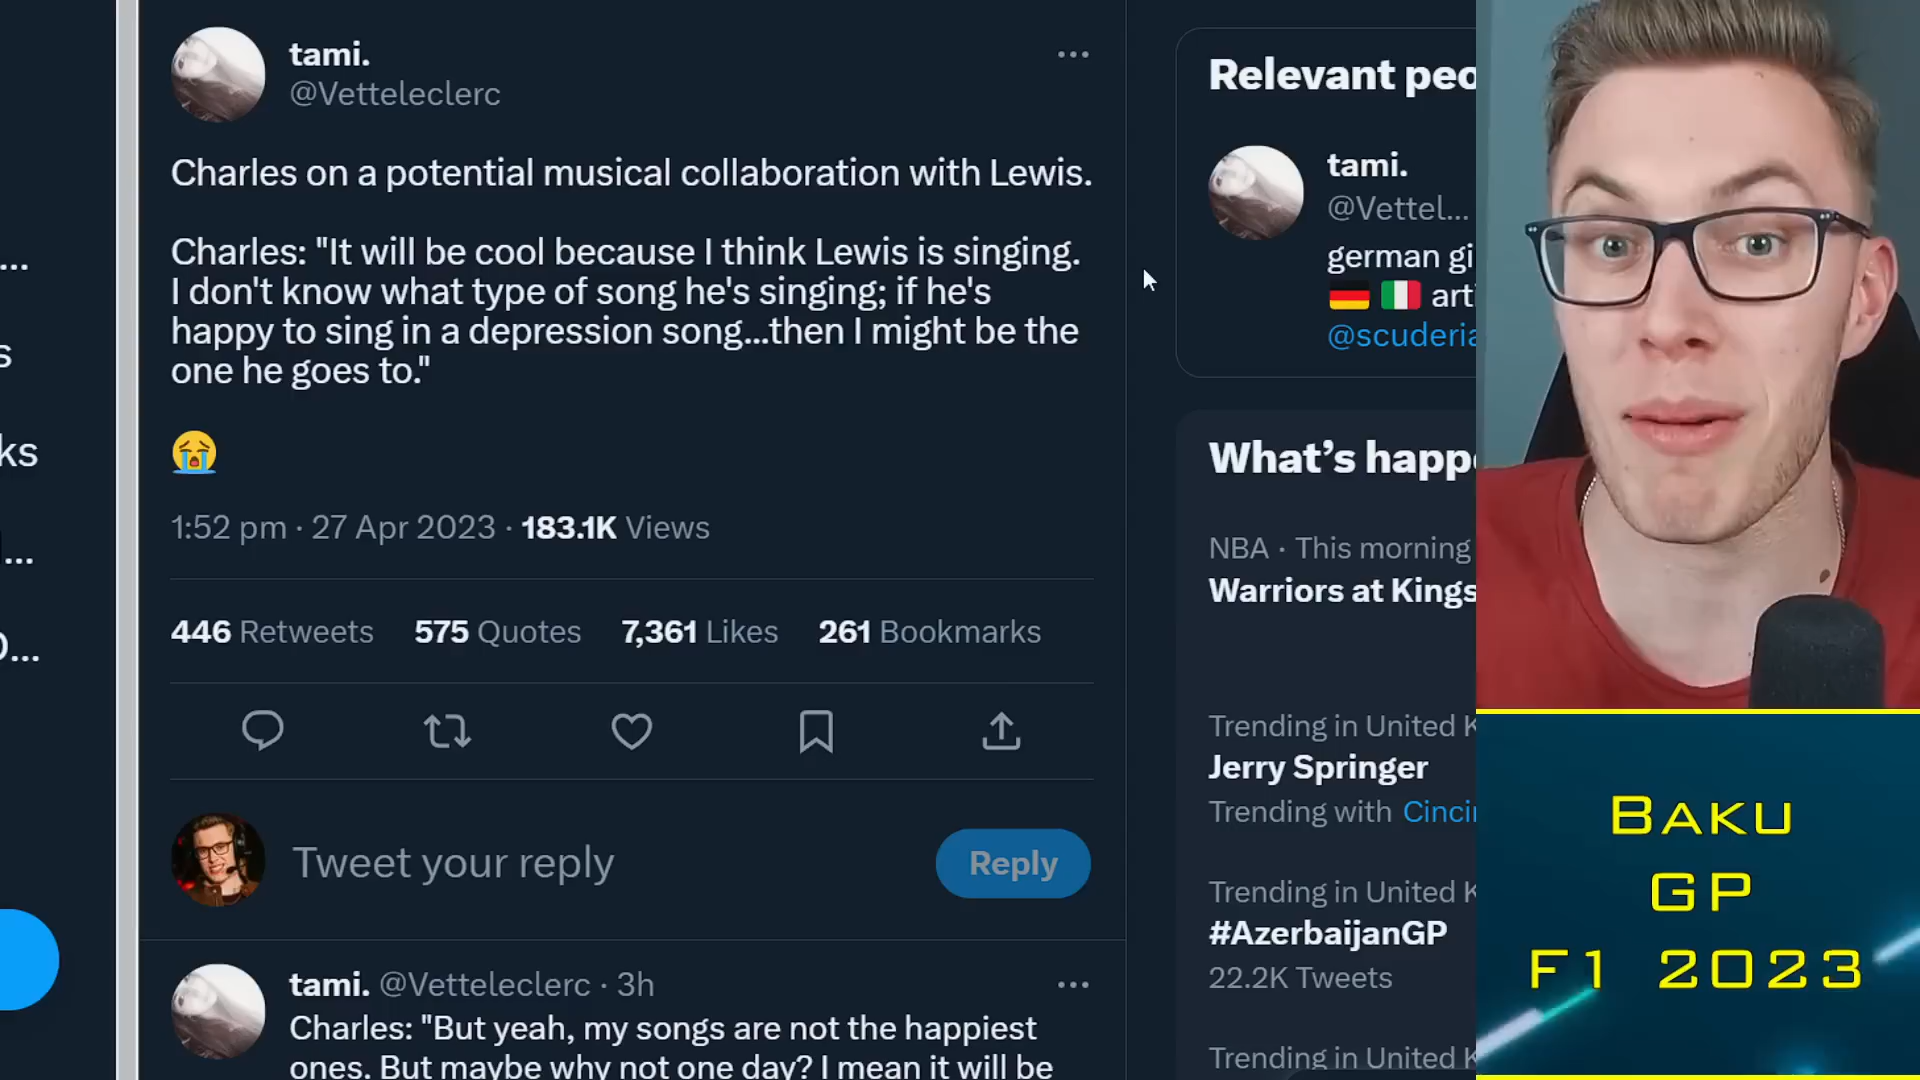 tami.
@Vetteleclerc
Charles on a potential musical collaboration with Lewis.
Charles: "It will be cool because I think Lewis is singing.
I don't know what type of song he's singing; if he's
happy to sing in a depression song...then I might be the
one he goes to."
😭
1:52 pm · 27 Apr 2023 · 183.1K Views
446 Retweets 575 Quotes 7,361 Likes 261 Bookmarks
Tweet your reply
Reply
tami. @Vetteleclerc · 3h
Charles: "But yeah, my songs are not the happiest
ones. But maybe why not one day? I mean it will be
...
s
ks
...
...
Relevant peo
tami.
@Vettel...
german gi
🇩🇪 🇮🇹 art
@scuderia
What's happe
NBA · This morning
Warriors at Kings
Trending in United K
Jerry Springer
Trending with Cincin
Trending in United K
#AzerbaijanGP
22.2K Tweets
Trending in United K
BAKU
GP
F1 2023